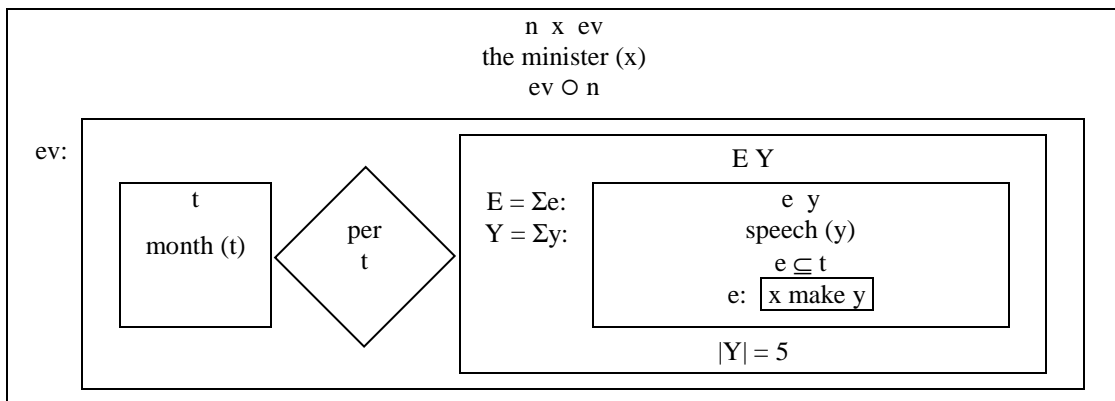 n x ev
the minister (x)
ev ○ n
ev:
E Y
t
E = Σe:
e y
month (t)
per
Y = Σy:
speech (y)
t
e ⊆ t
e: x make y
|Y| = 5